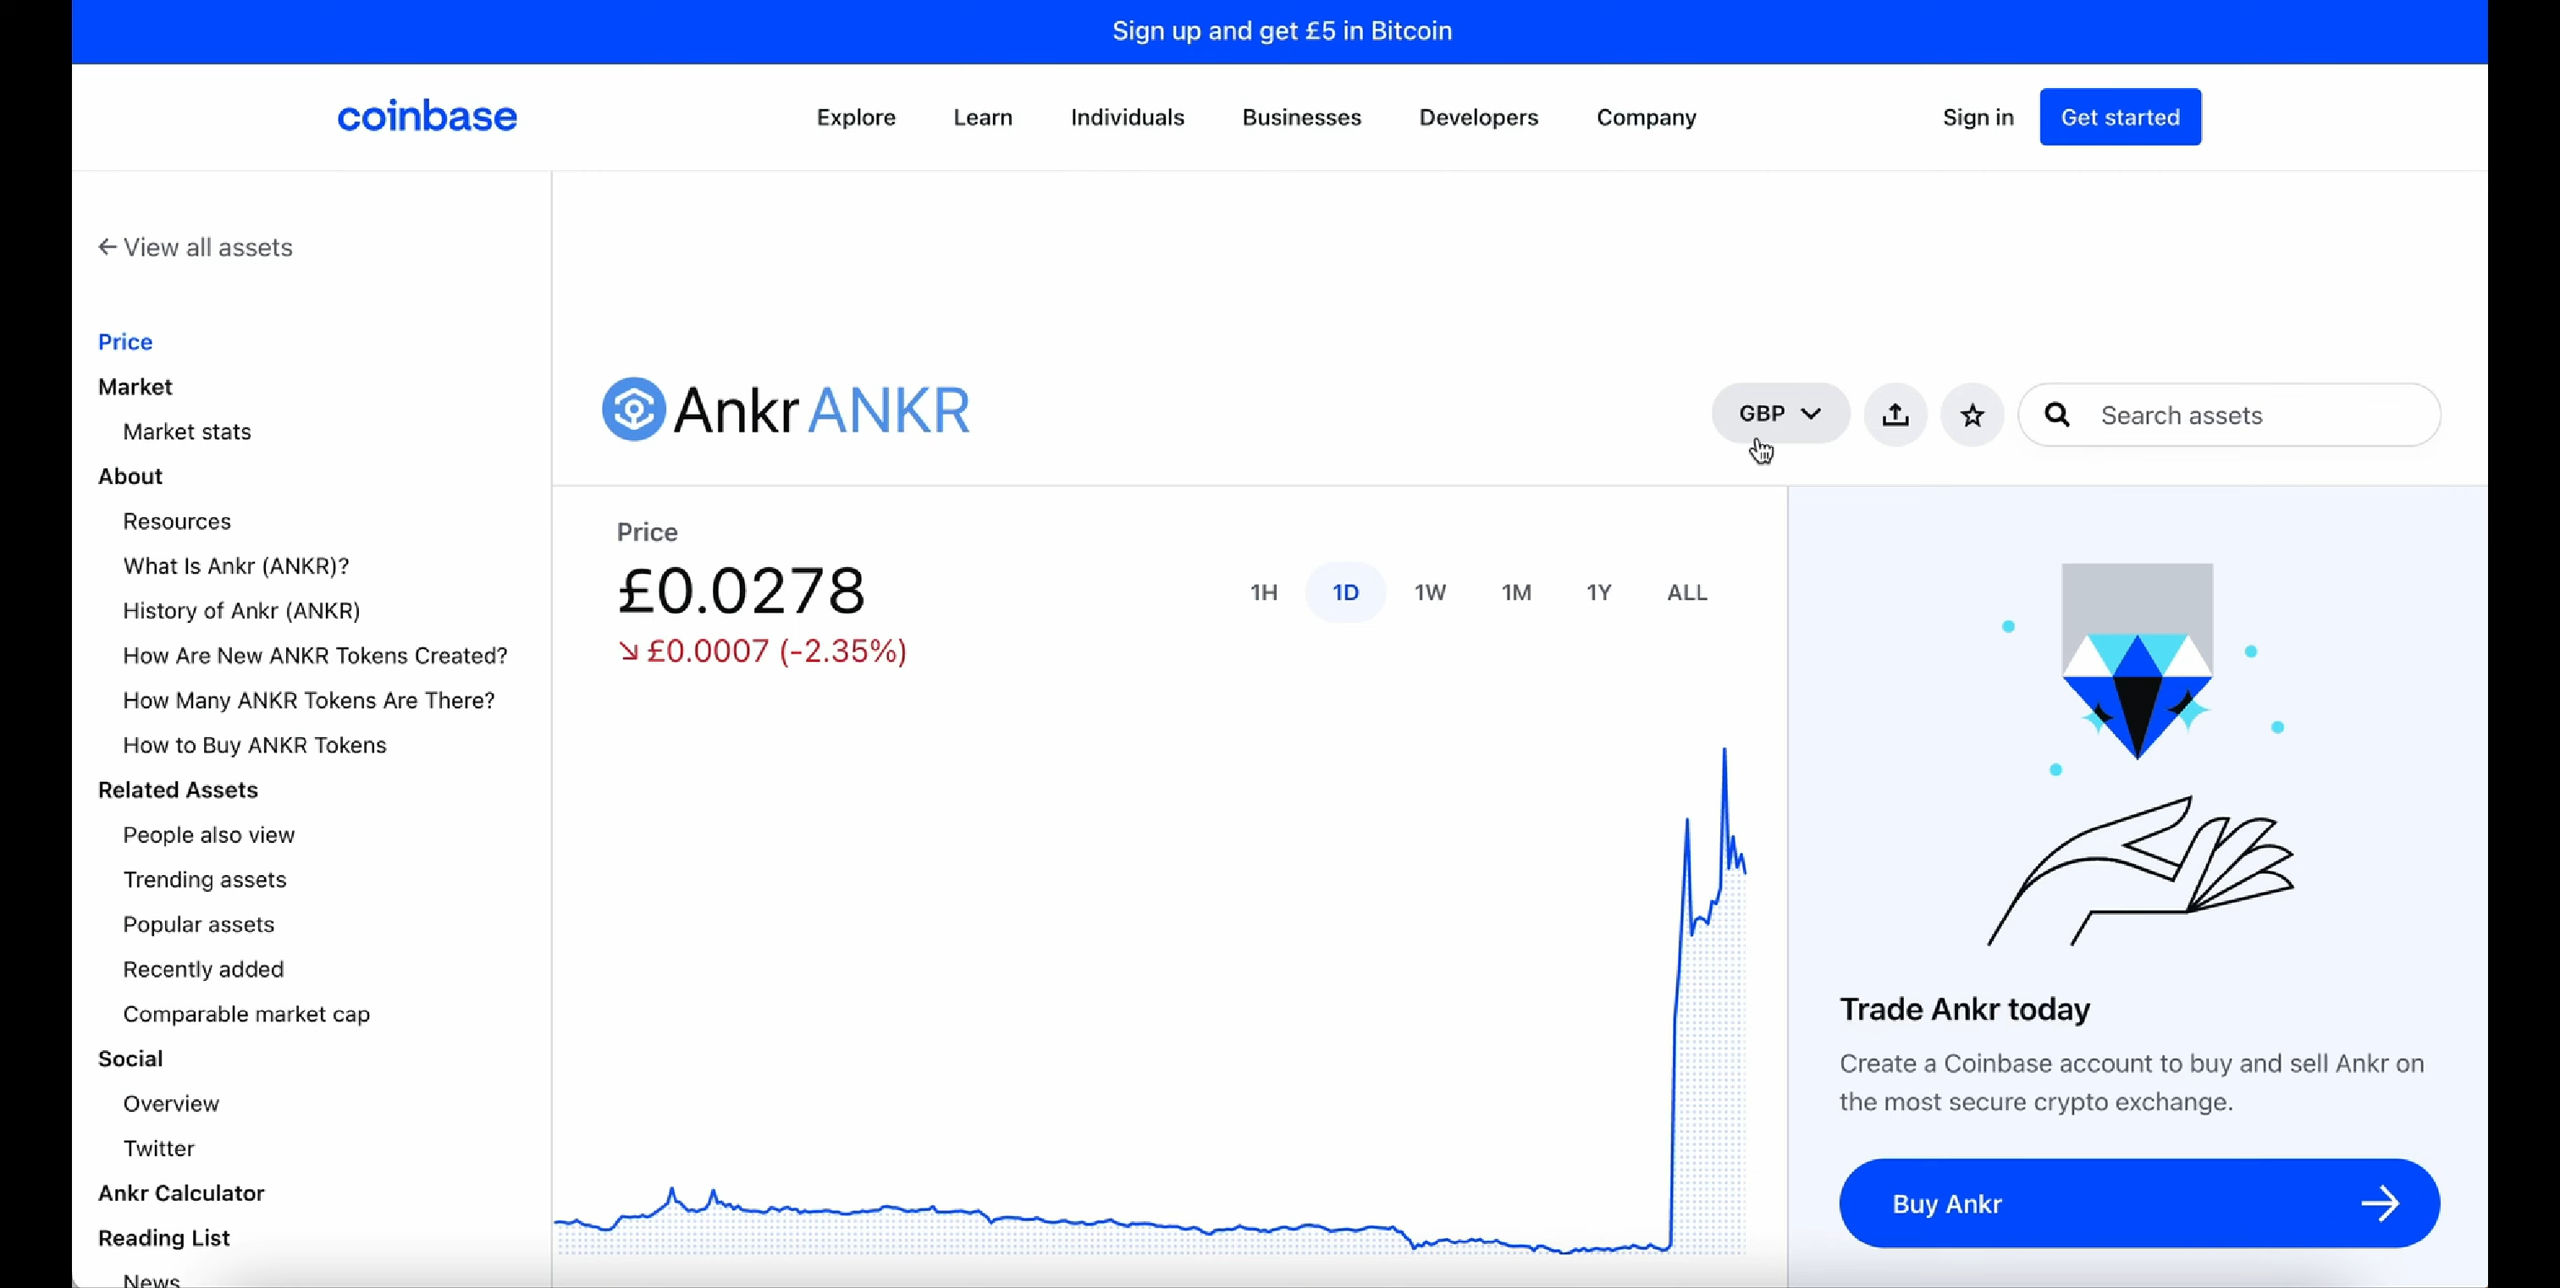 Sign up and get £5 in Bitcoin
coinbase
Explore Learn Individuals Businesses Developers Company
Sign in Get started
← View all assets
Price
Market
Market stats
About
Resources
What Is Ankr (ANKR)?
History of Ankr (ANKR)
How Are New ANKR Tokens Created?
How Many ANKR Tokens Are There?
How to Buy ANKR Tokens
Related Assets
People also view
Trending assets
Popular assets
Recently added
Comparable market cap
Social
Overview
Twitter
Ankr Calculator
Reading List
News
Ankr ANKR
GBP
Search assets
Price
£0.0278
↘ £0.0007 (-2.35%)
1H 1D 1W 1M 1Y ALL
Trade Ankr today
Create a Coinbase account to buy and sell Ankr on
the most secure crypto exchange.
Buy Ankr →